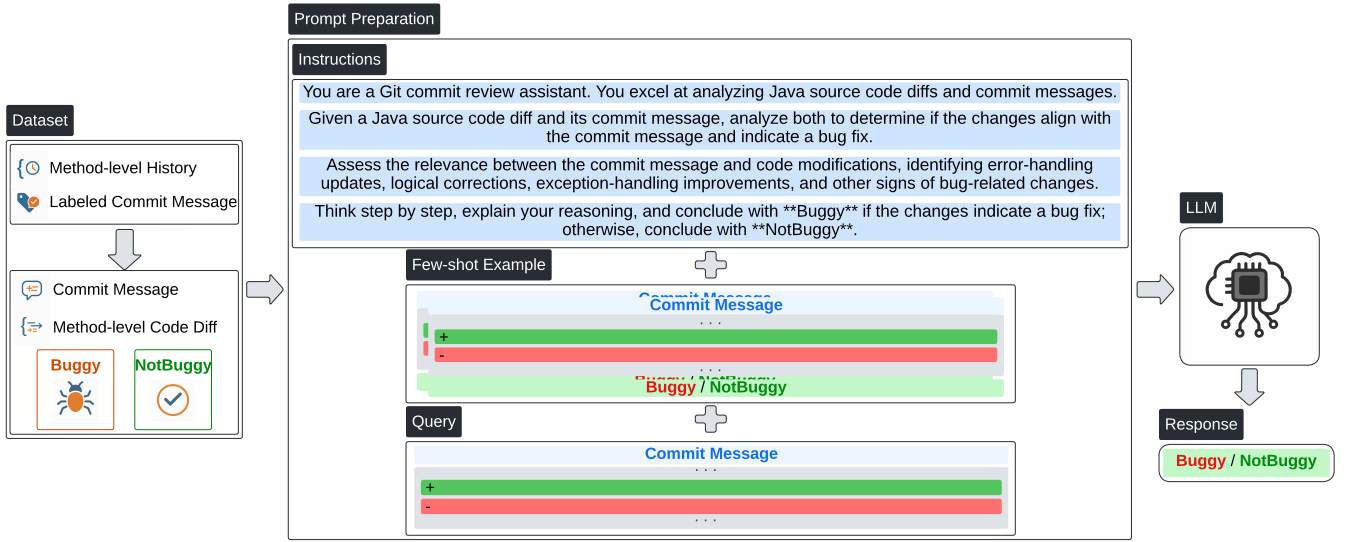 Dataset
Method-level History
Labeled Commit Message
Commit Message
Method-level Code Diff
Buggy
NotBuggy
Prompt Preparation
Instructions
You are a Git commit review assistant. You excel at analyzing Java source code diffs and commit messages.
Given a Java source code diff and its commit message, analyze both to determine if the changes align with
the commit message and indicate a bug fix.
Assess the relevance between the commit message and code modifications, identifying error-handling
updates, logical corrections, exception-handling improvements, and other signs of bug-related changes.
Think step by step, explain your reasoning, and conclude with **Buggy** if the changes indicate a bug fix;
otherwise, conclude with **NotBuggy**.
Few-shot Example
Commit Message
Commit Message
. . .
+
-
. . .
Buggy / NotBuggy
Buggy / NotBuggy
Query
Commit Message
. . .
+
-
. . .
LLM
Response
Buggy / NotBuggy